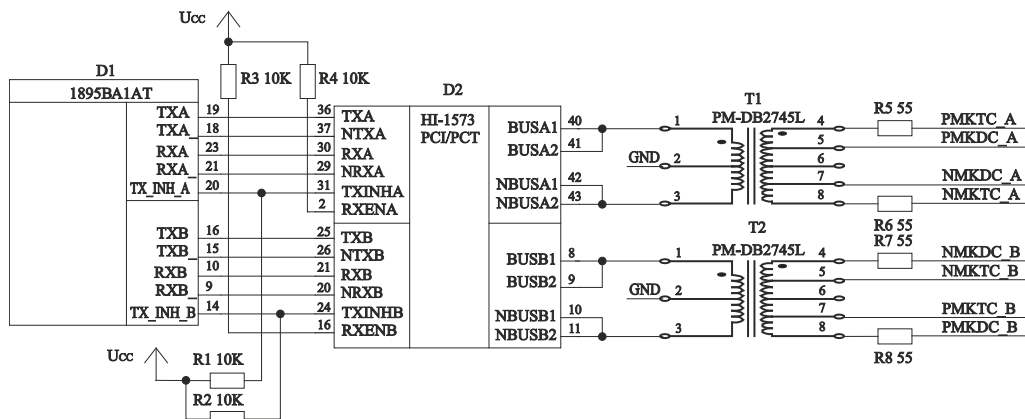 Ucc
R3 10K
R4 10K
D1
1895BA1AT
TXA 19
TXA_ 18
RXA 23
RXA_ 21
TX_INH_A 20
TXB 16
TXB_ 15
RXB 10
RXB_ 9
TX_INH_B 14
D2
HI-1573
PCI/PCT
36 TXA
37 NTXA
30 RXA
29 NRXA
31 TXINHA
2 RXENA
25 TXB
26 NTXB
21 RXB
20 NRXB
24 TXINHB
16 RXENB
BUSA1 40
BUSA2 41
NBUSA1 42
NBUSA2 43
BUSB1 8
BUSB2 9
NBUSB1 10
NBUSB2 11
T1
PM-DB2745L
1
GND 2
3
4
5
6
7
8
R5 55
PMKTC_A
PMKDC_A
NMKDC_A
NMKTC_A
R6 55
T2
PM-DB2745L
1
GND 2
3
4
5
6
7
8
R7 55
NMKDC_B
NMKTC_B
PMKTC_B
PMKDC_B
R8 55
Ucc
R1 10K
R2 10K